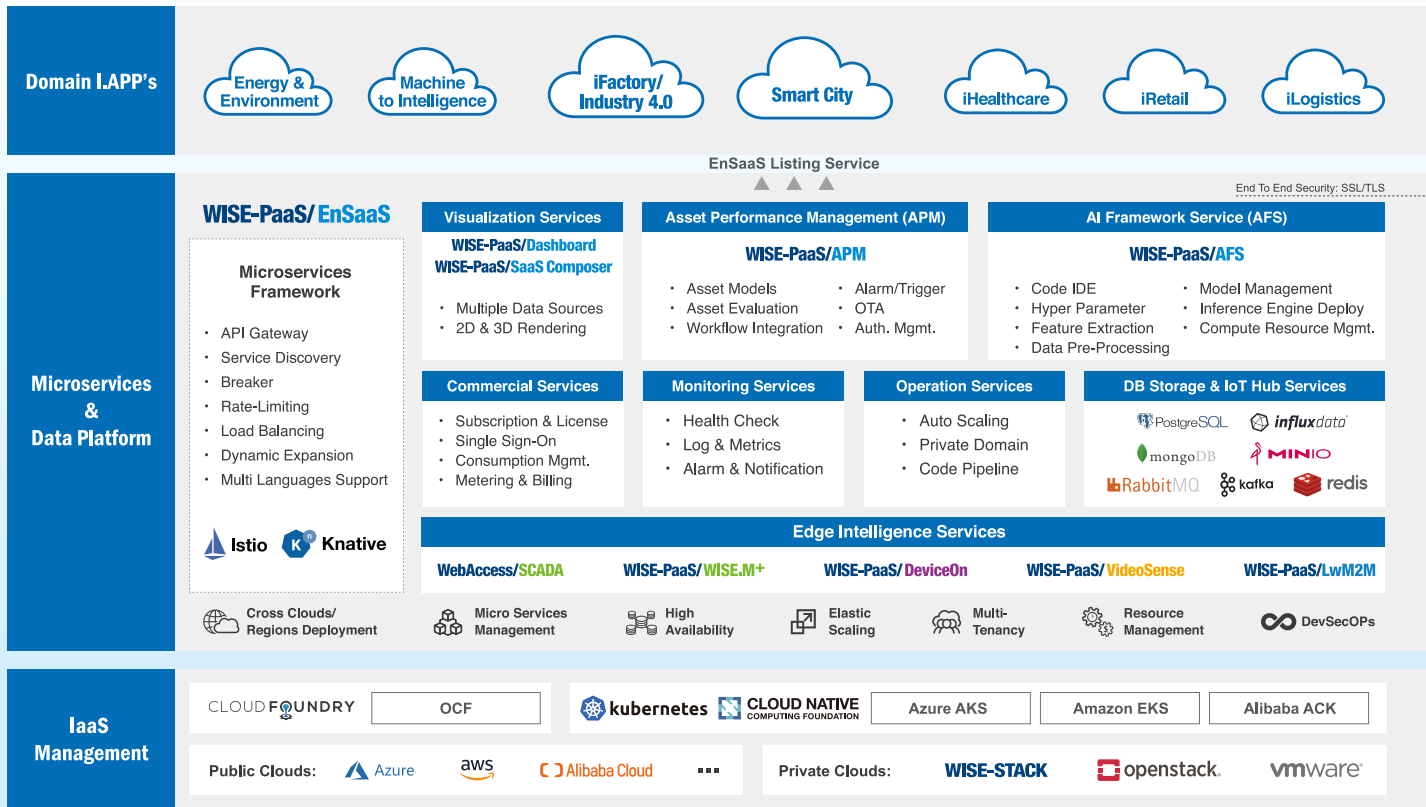 Domain I.APP's
Energy &
Environment
Machine
to Intelligence
iFactory/
Industry 4.0
Smart City
iHealthcare
iRetail
iLogistics
EnSaaS Listing Service
End To End Security: SSL/TLS
Microservices
&
Data Platform
WISE-PaaS/EnSaaS
Microservices
Framework
• API Gateway
• Service Discovery
• Breaker
• Rate-Limiting
• Load Balancing
• Dynamic Expansion
• Multi Languages Support
Istio
K n Knative
Visualization Services
WISE-PaaS/Dashboard
WISE-PaaS/SaaS Composer
• Multiple Data Sources
• 2D & 3D Rendering
Asset Performance Management (APM)
WISE-PaaS/APM
• Asset Models
• Asset Evaluation
• Workflow Integration
• Alarm/Trigger
• OTA
• Auth. Mgmt.
AI Framework Service (AFS)
WISE-PaaS/AFS
• Code IDE
• Hyper Parameter
• Feature Extraction
• Data Pre-Processing
• Model Management
• Inference Engine Deploy
• Compute Resource Mgmt.
Commercial Services
• Subscription & License
• Single Sign-On
• Consumption Mgmt.
• Metering & Billing
Monitoring Services
• Health Check
• Log & Metrics
• Alarm & Notification
Operation Services
• Auto Scaling
• Private Domain
• Code Pipeline
DB Storage & IoT Hub Services
PostgreSQL
influxdata
mongoDB
MINIO
RabbitMQ
kafka
redis
Edge Intelligence Services
WebAccess/SCADA
WISE-PaaS/WISE.M+
WISE-PaaS/DeviceOn
WISE-PaaS/VideoSense
WISE-PaaS/LwM2M
Cross Clouds/
Regions Deployment
Micro Services
Management
High
Availability
Elastic
Scaling
Multi-
Tenancy
Resource
Management
DevSecOPs
IaaS
Management
CLOUD FOUNDRY
OCF
kubernetes
CLOUD NATIVE
COMPUTING FOUNDATION
Azure AKS
Amazon EKS
Alibaba ACK
Public Clouds:
Azure
aws
Alibaba Cloud
...
Private Clouds:
WISE-STACK
openstack.
vmware